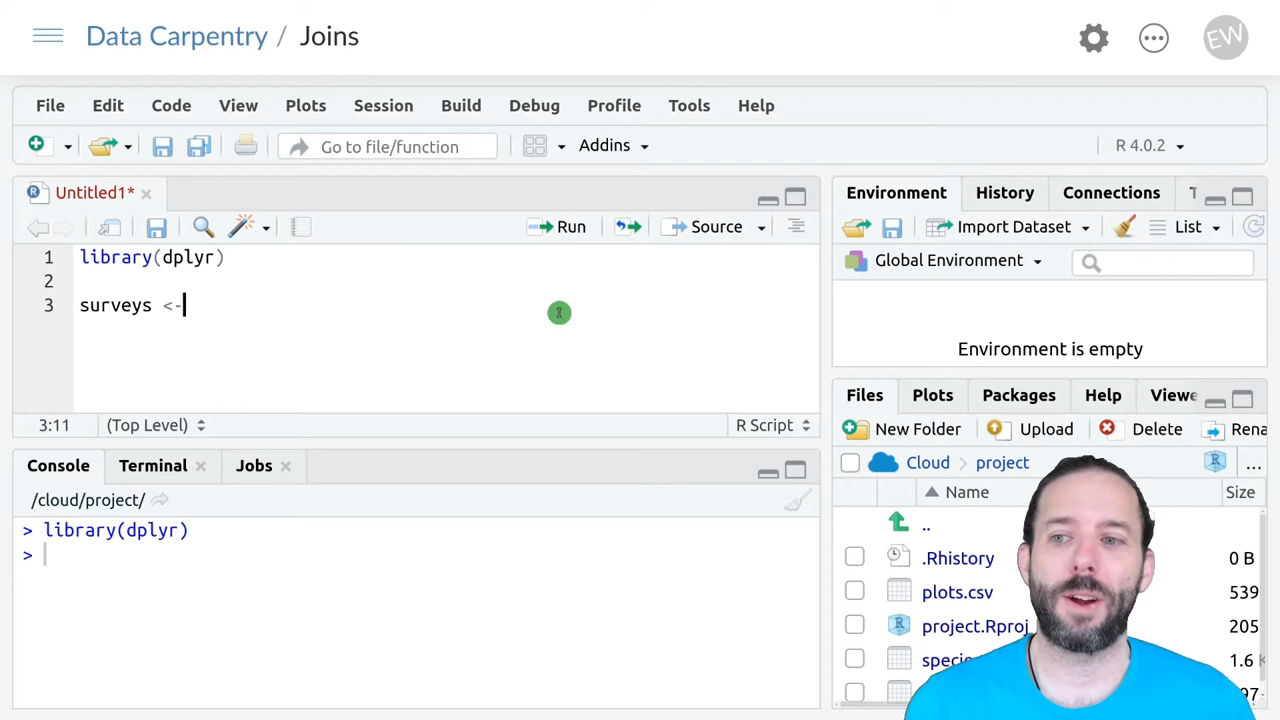 Data Carpentry / Joins
EW
File Edit Code View Plots Session Build Debug Profile Tools Help
Go to file/function
Addins
R 4.0.2
Untitled1*
Run
Source
1 library(dplyr)
2
3 surveys <-
3:11 (Top Level)
R Script
Console Terminal Jobs
/cloud/project/
> library(dplyr)
>
Environment History Connections T
Import Dataset
List
Global Environment
Environment is empty
Files Plots Packages Help Viewe
New Folder Upload Delete Rena
Cloud project ...
Name Size
..
.Rhistory 0 B
plots.csv 539
project.Rproj 205
specie 1.6 K
97